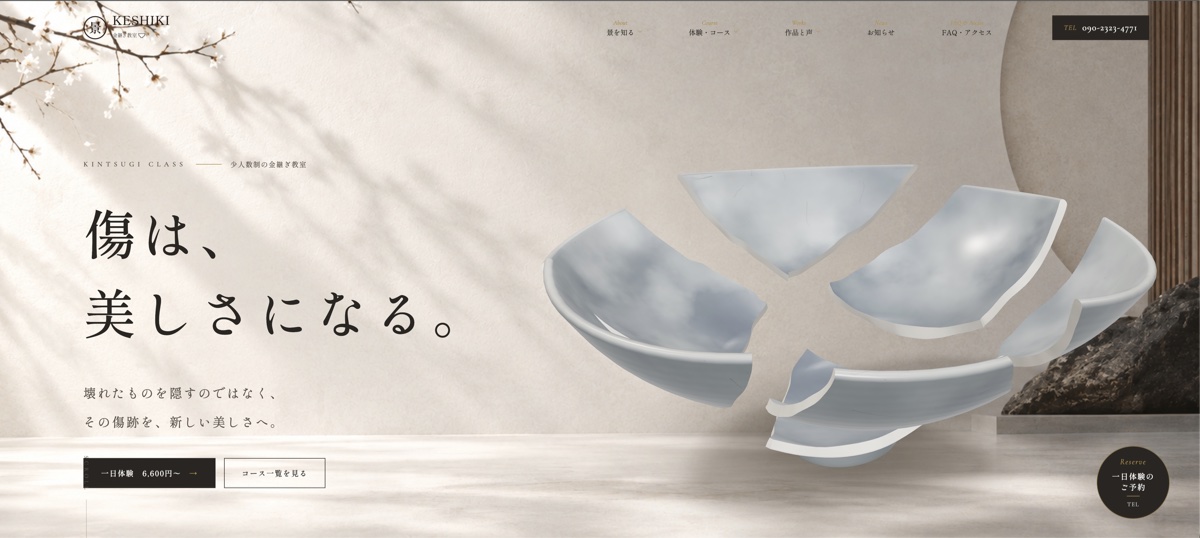 景
KESHIKI
金継ぎ教室
About
景を知る
Course
体験・コース
Works
作品と声
お知らせ
FAQ・アクセス
TEL 090-2323-4771
KINTSUGI CLASS
少人数制の金継ぎ教室
傷は、
美しさになる。
壊れたものを隠すのではなく、
その傷跡を、新しい美しさへ。
一日体験 6,600円〜 →
コース一覧を見る
Reserve
一日体験の
ご予約
TEL